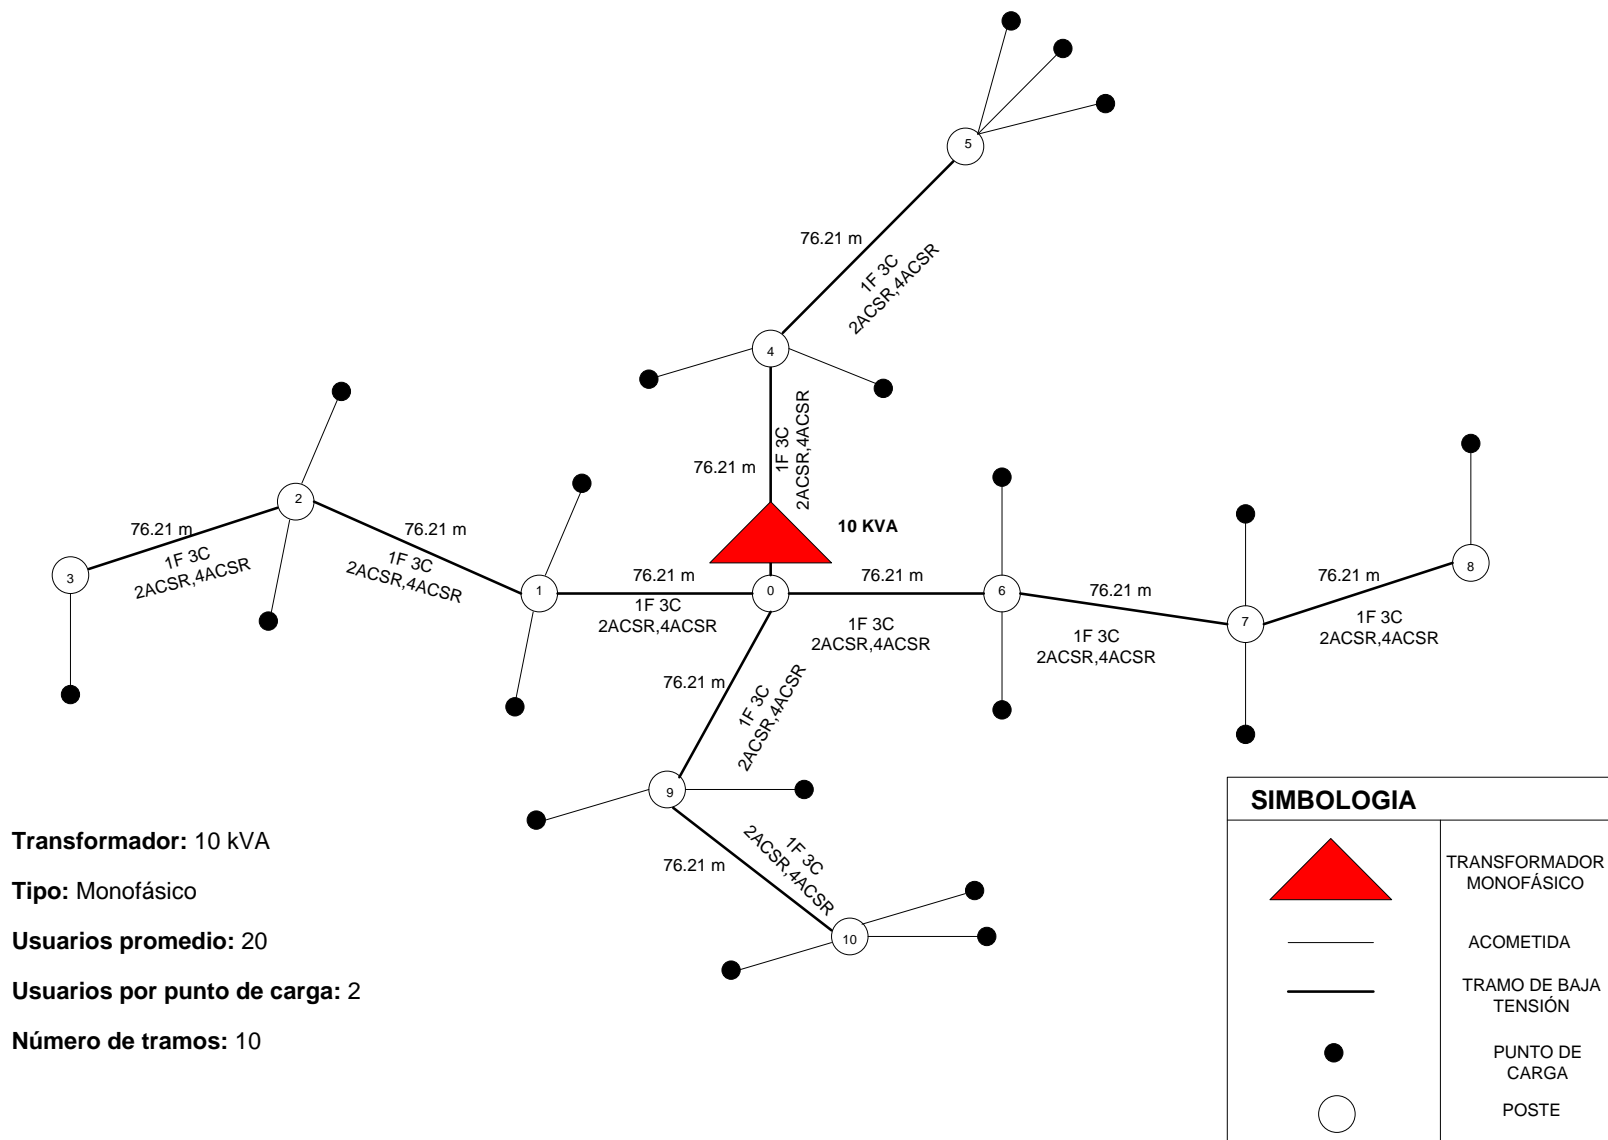 5
76.21 m
1F 3C
2ACSR,4ACSR
4
76.21 m
1F 3C
2ACSR,4ACSR
10 KVA
2
76.21 m
1F 3C
2ACSR,4ACSR
76.21 m
1F 3C
2ACSR,4ACSR
3
1
76.21 m
1F 3C
2ACSR,4ACSR
0
76.21 m
1F 3C
2ACSR,4ACSR
6
76.21 m
1F 3C
2ACSR,4ACSR
7
76.21 m
1F 3C
2ACSR,4ACSR
8
76.21 m
1F 3C
2ACSR,4ACSR
9
76.21 m
1F 3C
2ACSR,4ACSR
10
Transformador: 10 kVA
Tipo: Monofásico
Usuarios promedio: 20
Usuarios por punto de carga: 2
Número de tramos: 10
SIMBOLOGIA
TRANSFORMADOR
MONOFÁSICO
ACOMETIDA
TRAMO DE BAJA
TENSIÓN
PUNTO DE
CARGA
POSTE